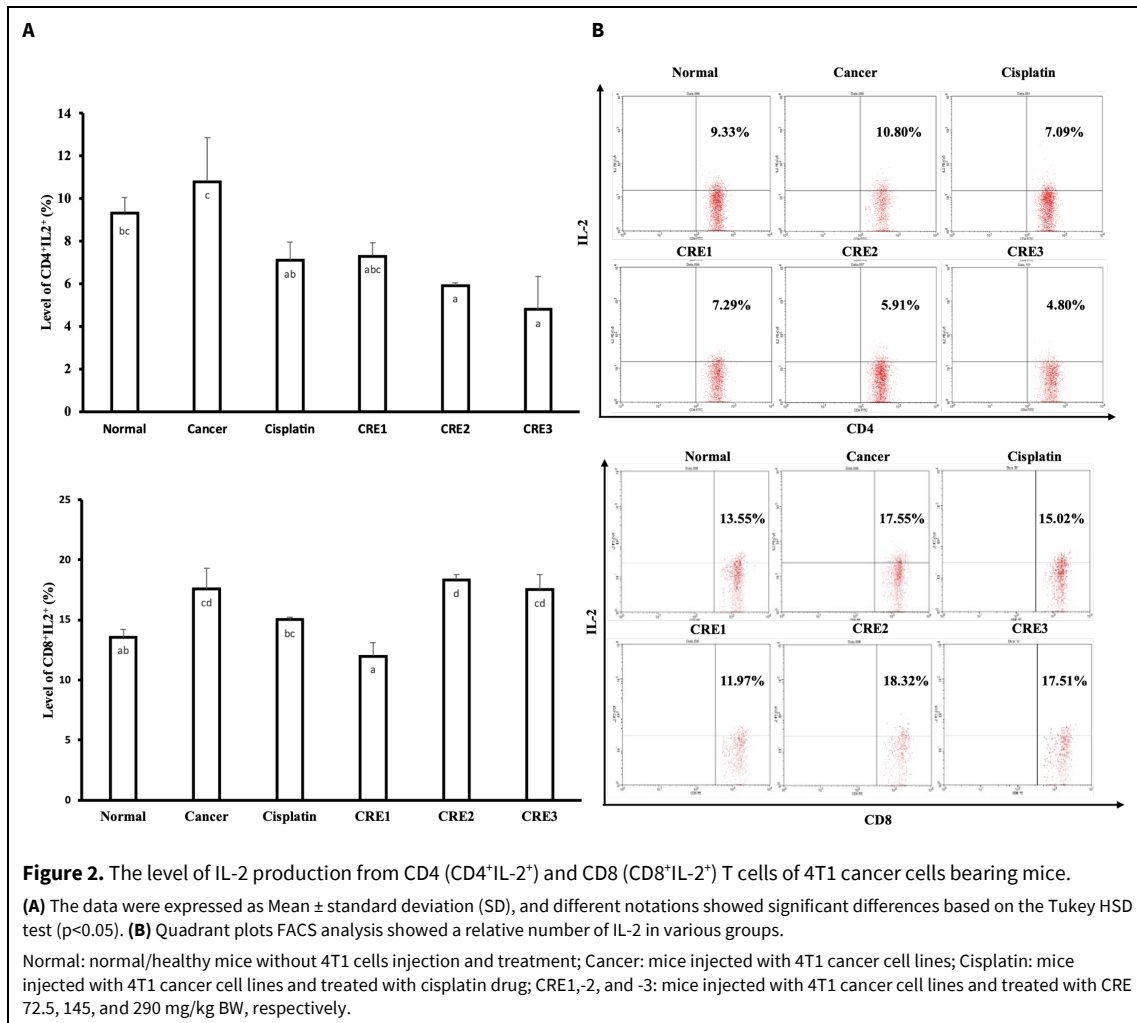 A
B
14
12
10
8
6
4
2
0
Level of CD4⁺IL2⁺ (%)
bc
c
ab
abc
a
a
Normal Cancer Cisplatin CRE1 CRE2 CRE3
25
20
15
10
5
0
Level of CD8⁺IL2⁺ (%)
ab
cd
bc
a
d
cd
Normal Cancer Cisplatin CRE1 CRE2 CRE3
Normal Cancer Cisplatin
9.33% 10.80% 7.09%
IL-2
CRE1 CRE2 CRE3
7.29% 5.91% 4.80%
CD4
Normal Cancer Cisplatin
13.55% 17.55% 15.02%
IL-2
CRE1 CRE2 CRE3
11.97% 18.32% 17.51%
CD8
Figure 2. The level of IL-2 production from CD4 (CD4⁺IL-2⁺) and CD8 (CD8⁺IL-2⁺) T cells of 4T1 cancer cells bearing mice.
(A) The data were expressed as Mean ± standard deviation (SD), and different notations showed significant differences based on the Tukey HSD
test (p<0.05). (B) Quadrant plots FACS analysis showed a relative number of IL-2 in various groups.
Normal: normal/healthy mice without 4T1 cells injection and treatment; Cancer: mice injected with 4T1 cancer cell lines; Cisplatin: mice
injected with 4T1 cancer cell lines and treated with cisplatin drug; CRE1,-2, and -3: mice injected with 4T1 cancer cell lines and treated with CRE
72.5, 145, and 290 mg/kg BW, respectively.